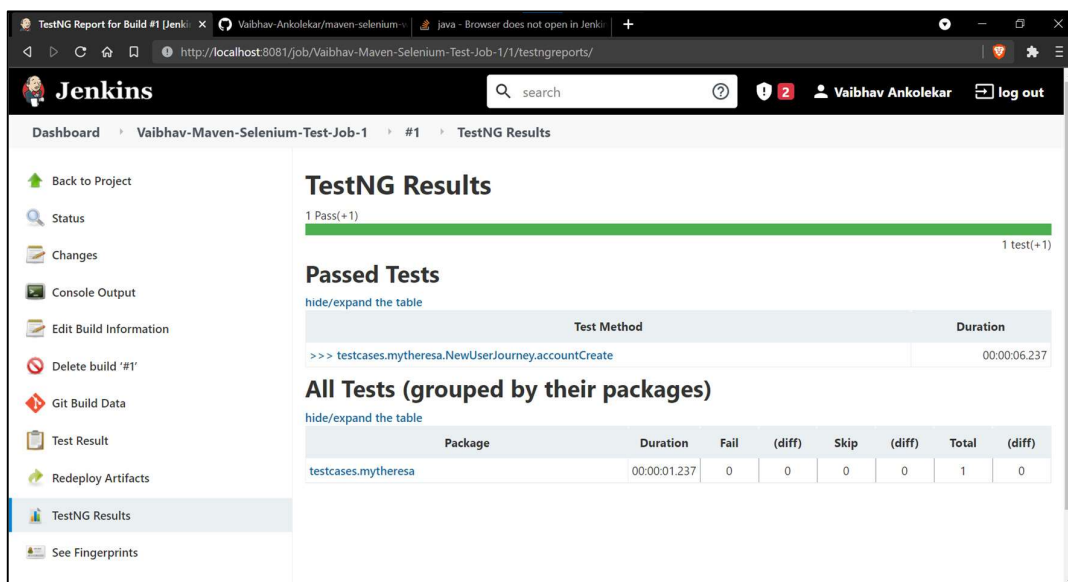 TestNG Report for Build #1 [Jenki
Vaibhav-Ankolekar/maven-selenium-
java - Browser does not open in Jenki
http://localhost:8081/job/Vaibhav-Maven-Selenium-Test-Job-1/1/testngreports/
Jenkins
search
2
Vaibhav Ankolekar
log out
Dashboard
Vaibhav-Maven-Selenium-Test-Job-1
#1
TestNG Results
Back to Project
Status
Changes
Console Output
Edit Build Information
Delete build '#1'
Git Build Data
Test Result
Redeploy Artifacts
TestNG Results
See Fingerprints
TestNG Results
1 Pass(+1)
1 test(+1)
Passed Tests
hide/expand the table
Test Method Duration
>>> testcases.mytheresa.NewUserJourney.accountCreate 00:00:06.237
All Tests (grouped by their packages)
hide/expand the table
Package Duration Fail (diff) Skip (diff) Total (diff)
testcases.mytheresa 00:00:01.237 0 0 0 0 1 0